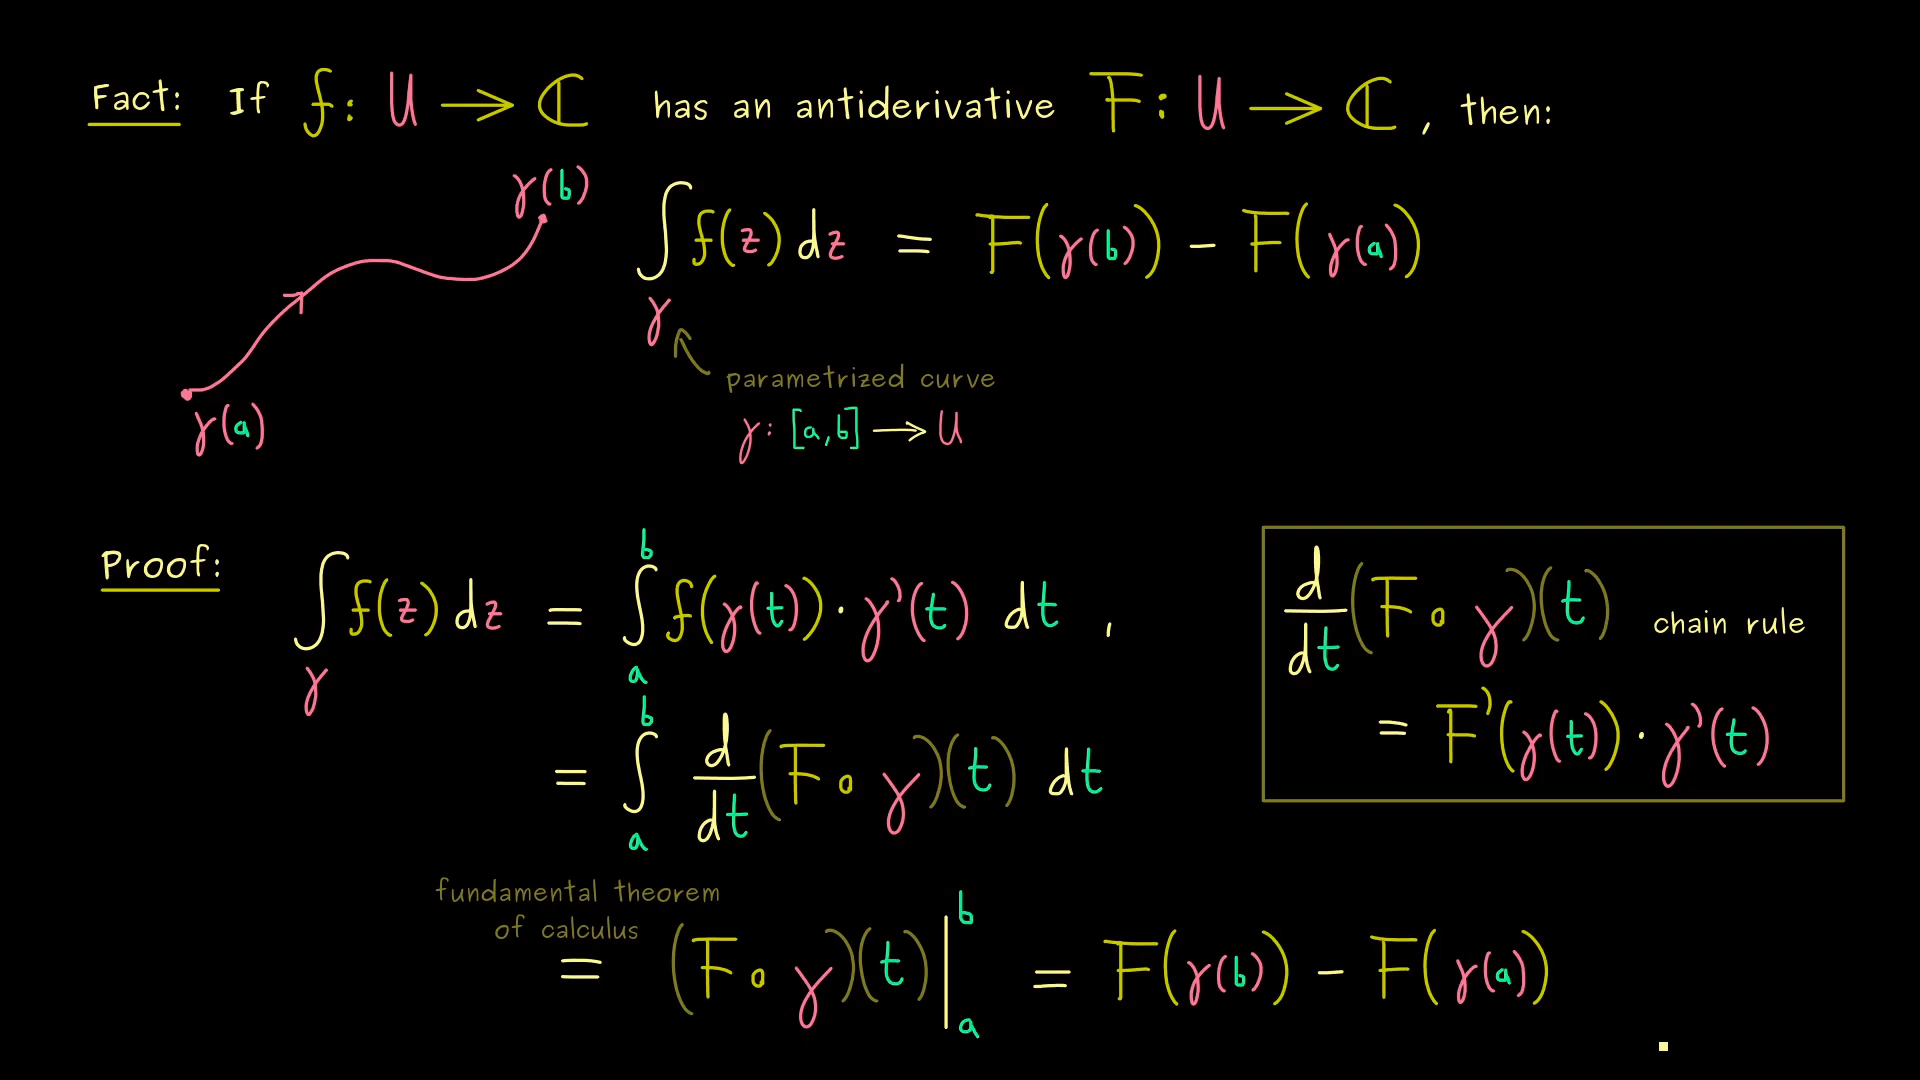 Fact: If f: U → ℂ has an antiderivative F: U → ℂ, then:
γ(b)
∫_γ f(z) dz = F(γ(b)) - F(γ(a))
parametrized curve
γ: [a,b] → U
γ(a)
Proof: ∫_γ f(z) dz = ∫_a^b f(γ(t)) · γ'(t) dt ,
= ∫_a^b d/dt (F ∘ γ)(t) dt
d/dt (F ∘ γ)(t) chain rule
= F'(γ(t)) · γ'(t)
fundamental theorem
of calculus
= (F ∘ γ)(t) |_a^b = F(γ(b)) - F(γ(a))